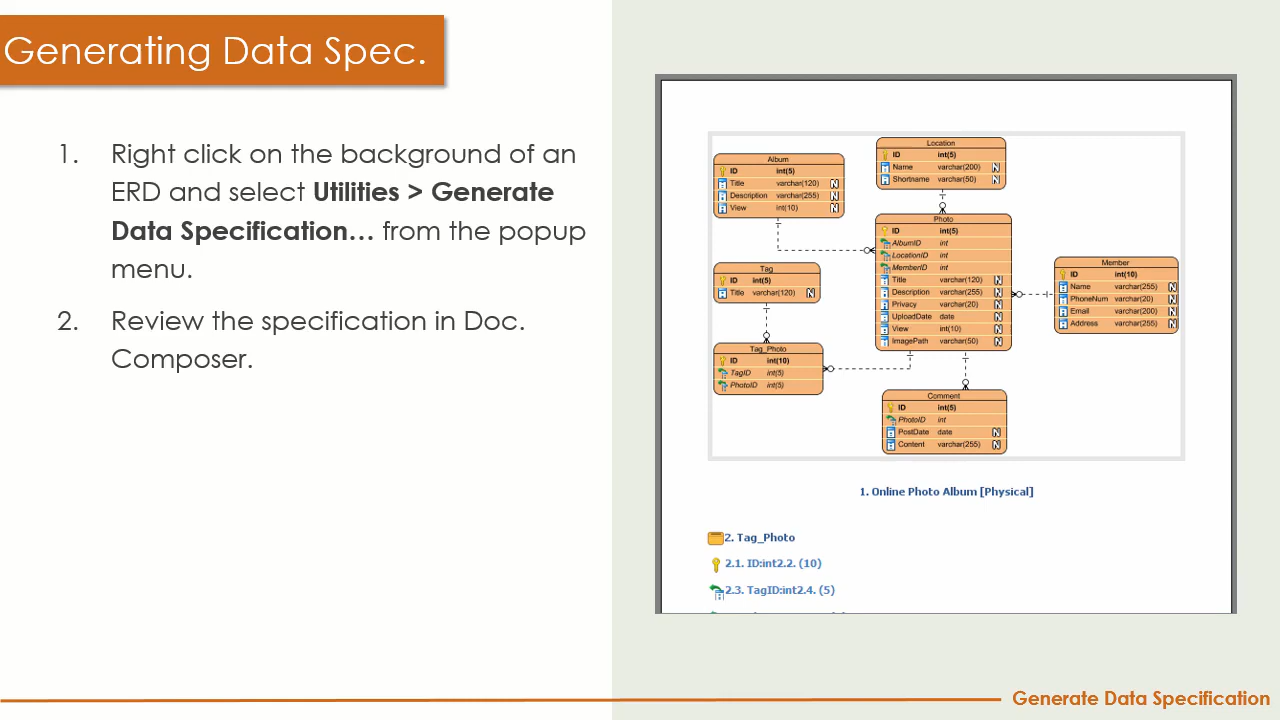 Generating Data Spec.
1. Right click on the background of an
ERD and select Utilities > Generate
Data Specification... from the popup
menu.
2. Review the specification in Doc.
Composer.
Album
ID int(5)
Title varchar(120) N
Description varchar(255) N
View int(10) N
Location
ID int(5)
Name varchar(200) N
Shortname varchar(50) N
Photo
ID int(5)
AlbumID int
LocationID int
MemberID int
Title varchar(120) N
Description varchar(255) N
Privacy varchar(20) N
UploadDate date N
View int(10) N
ImagePath varchar(50) N
Member
ID int(10)
Name varchar(255) N
PhoneNum varchar(20) N
Email varchar(200) N
Address varchar(255) N
Tag
ID int(5)
Title varchar(120) N
Tag_Photo
ID int(10)
TagID int(5)
PhotoID int(5)
Comment
ID int(5)
PhotoID int
PostDate date N
Content varchar(255) N
1. Online Photo Album [Physical]
2. Tag_Photo
2.1. ID:int2.2. (10)
2.3. TagID:int2.4. (5)
Generate Data Specification